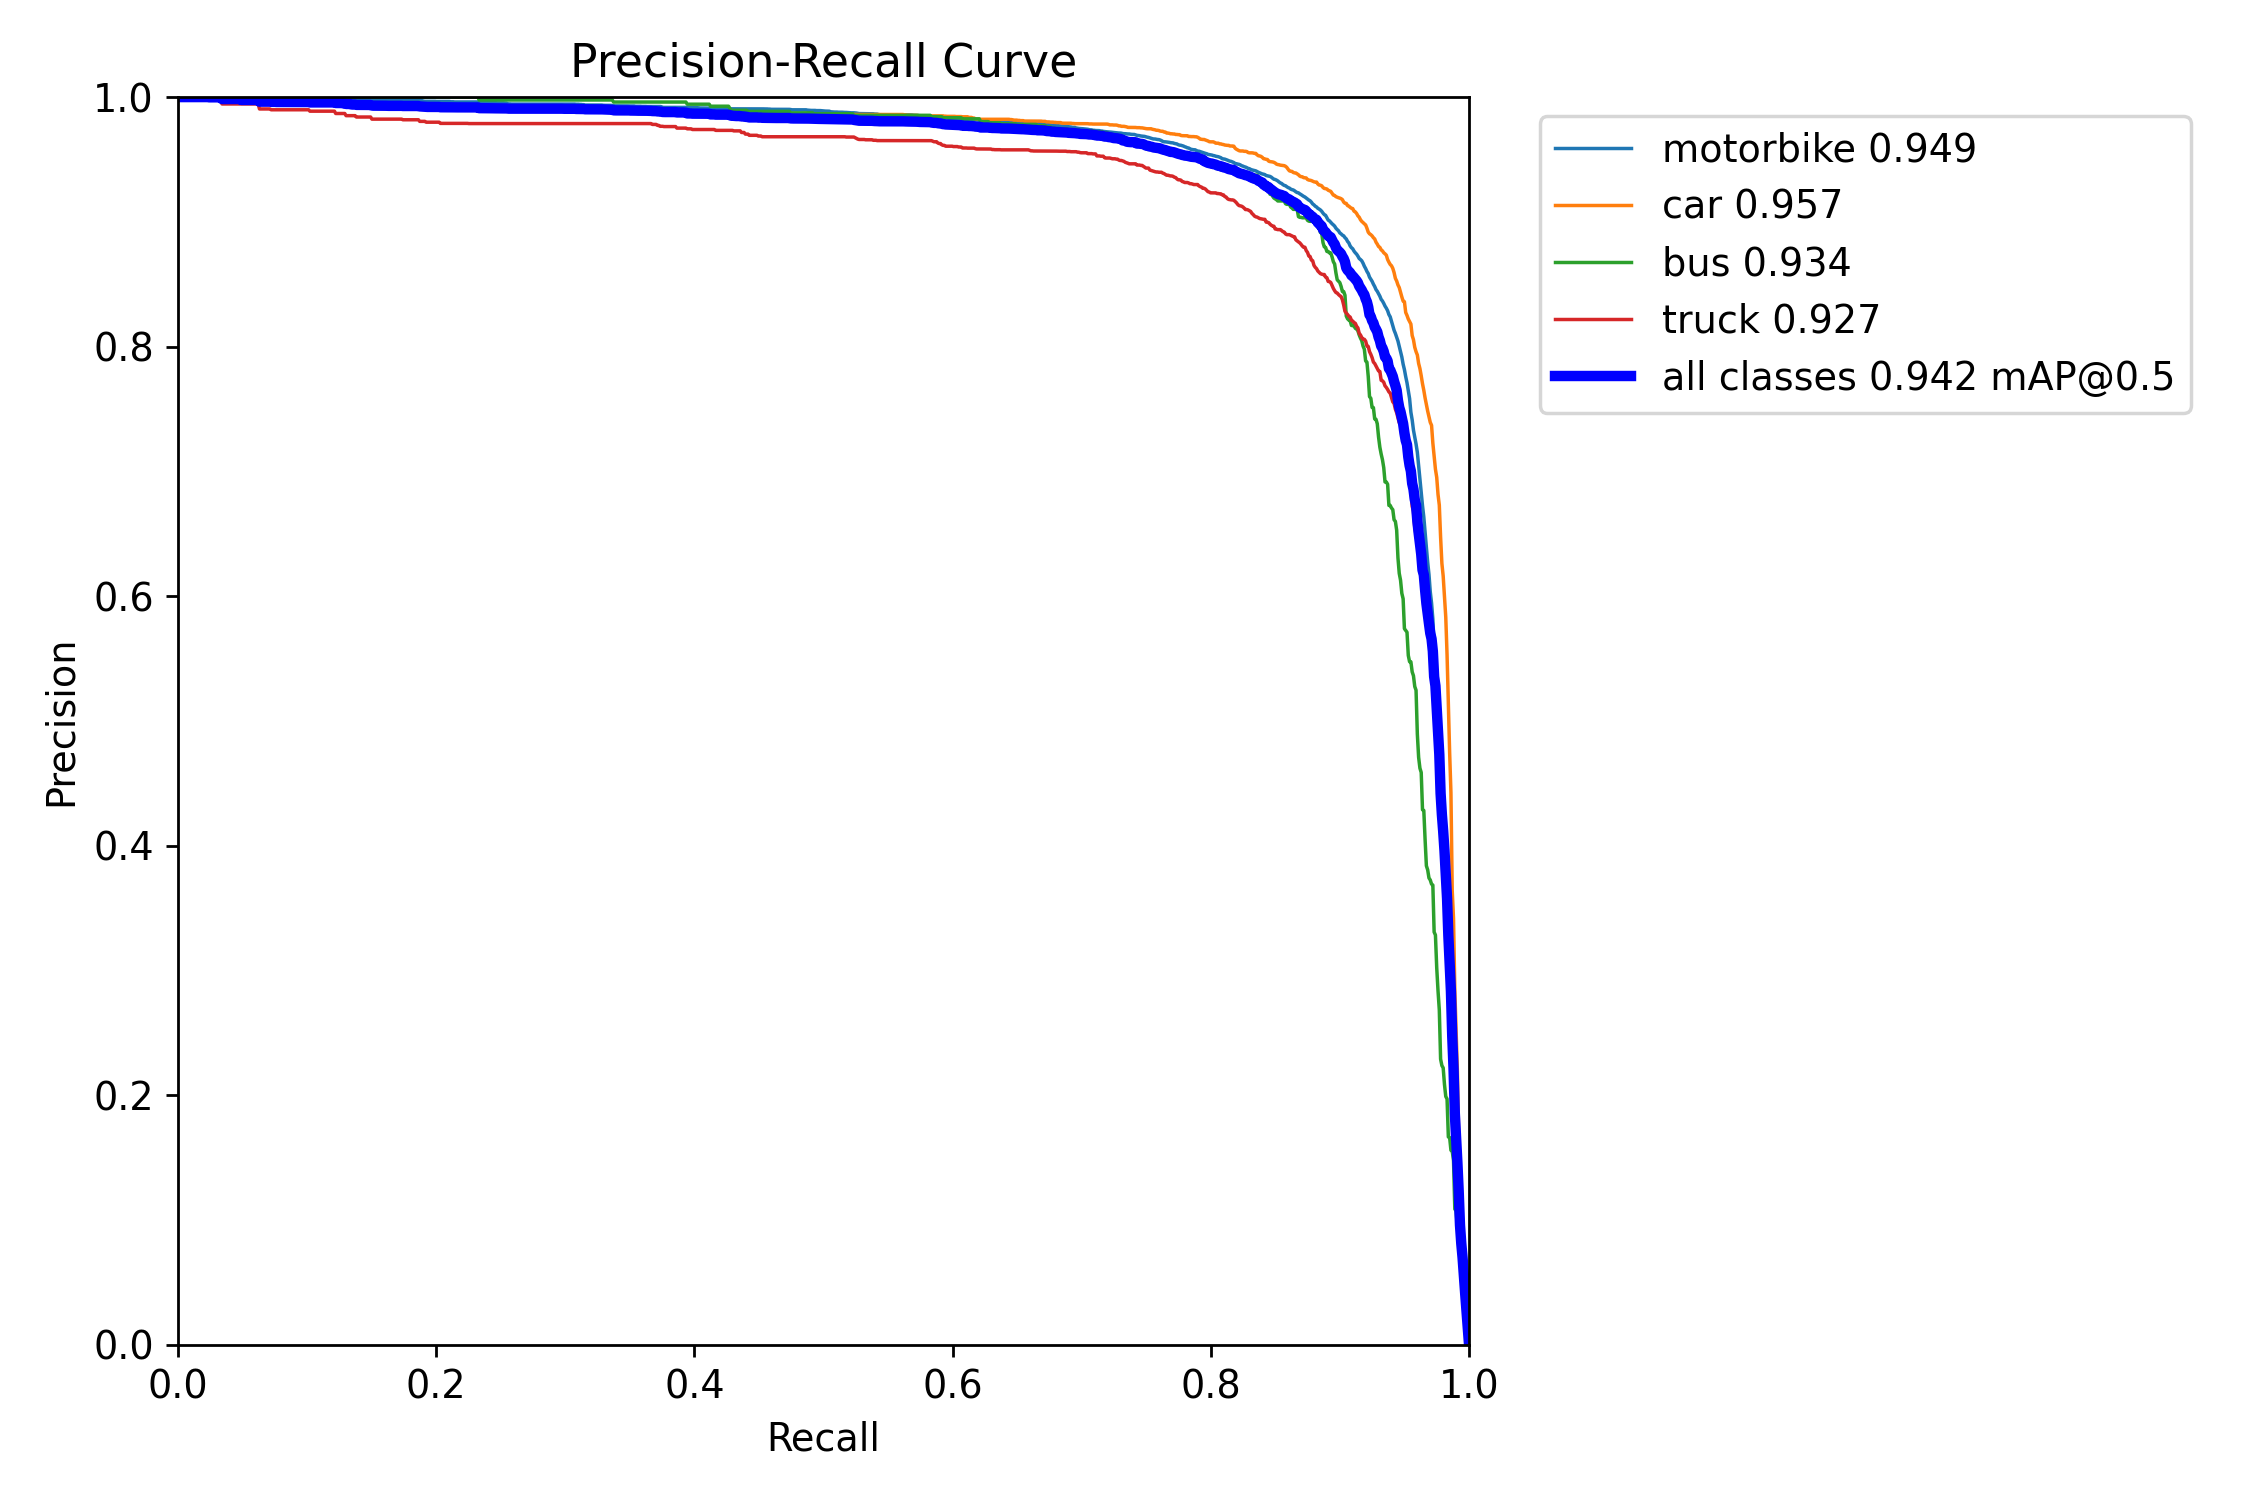 Precision-Recall Curve
1.0
0.8
0.6
0.4
0.2
0.0
Precision
0.0 0.2 0.4 0.6 0.8 1.0
Recall
motorbike 0.949
car 0.957
bus 0.934
truck 0.927
all classes 0.942 mAP@0.5